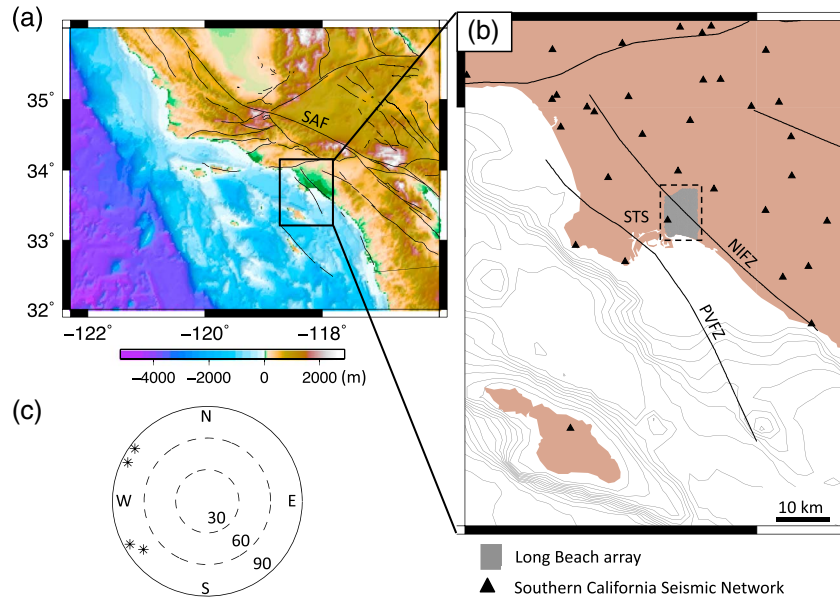 (a)
35˚
34˚
33˚
32˚
SAF
−122
−120
−118
−4000 −2000 0 2000 (m)
(b)
STS
NIFZ
PVFZ
10 km
Long Beach array
Southern California Seismic Network
(c)
N
W E
S
30
60
90